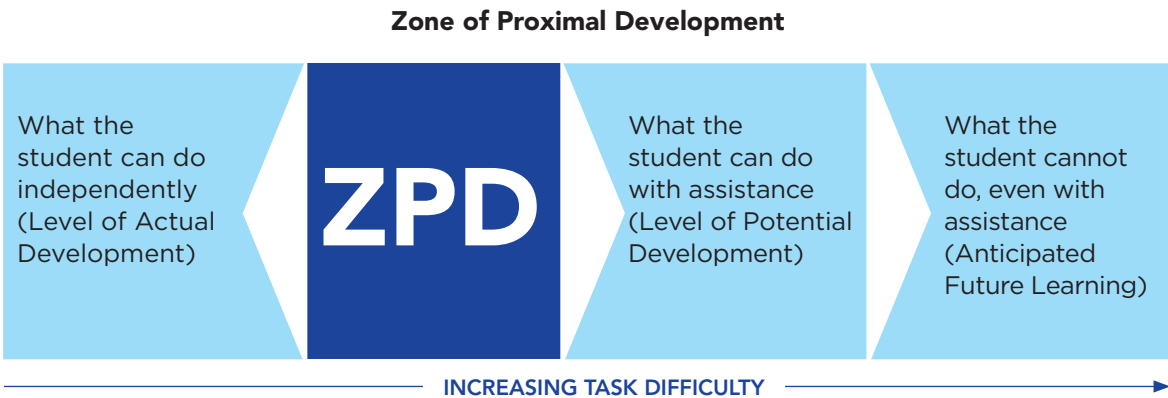 Zone of Proximal Development
What the
student can do
independently
(Level of Actual
Development)
ZPD
What the
student can do
with assistance
(Level of Potential
Development)
What the
student cannot
do, even with
assistance
(Anticipated
Future Learning)
INCREASING TASK DIFFICULTY